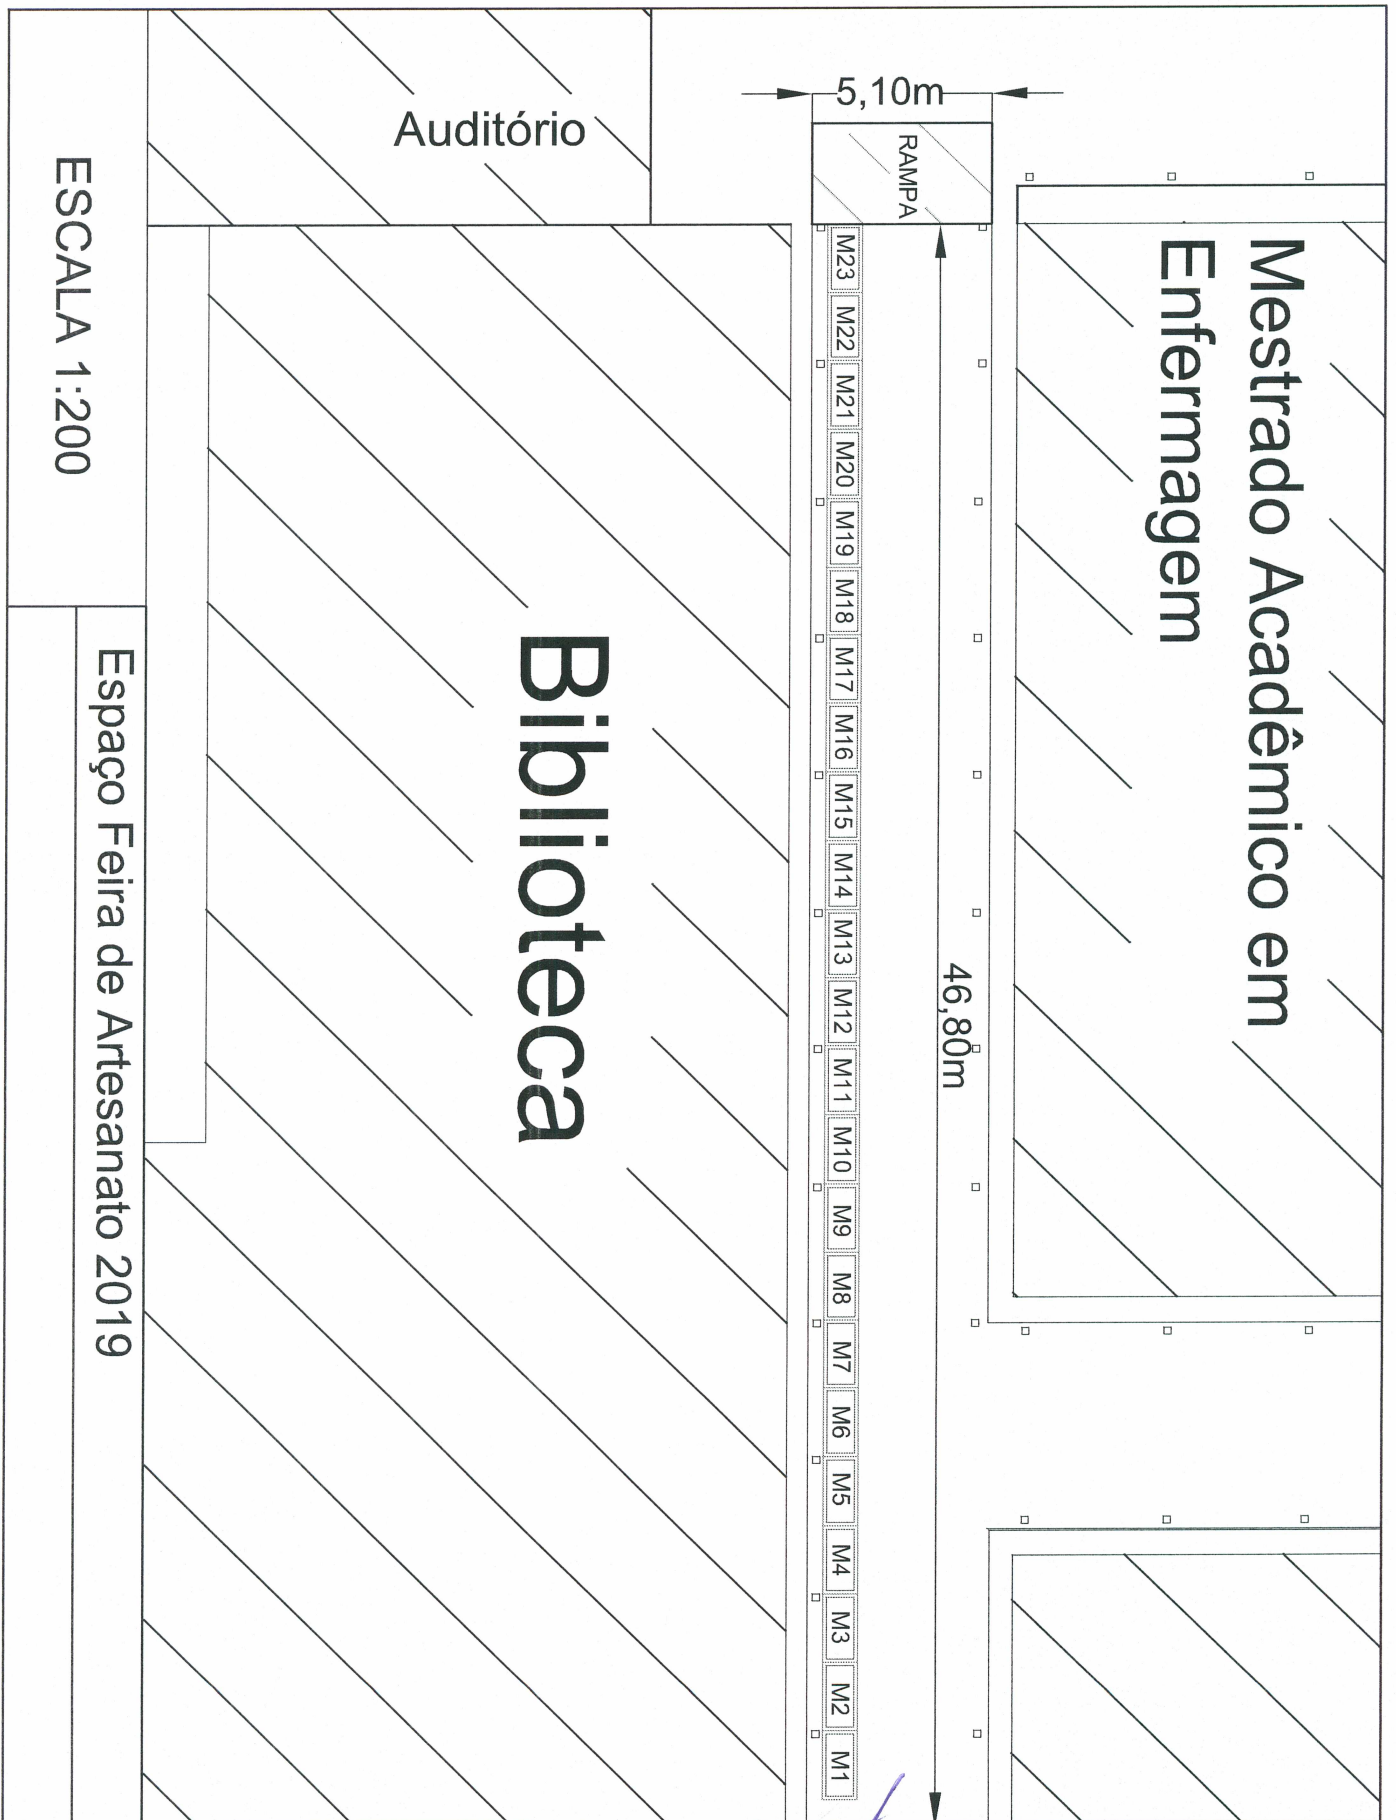 5,10m
Auditório
RAMPA
Mestrado Acadêmico em
Enfermagem
46,80m
M23
M22
M21
M20
M19
M18
M17
M16
M15
M14
M13
M12
M11
M10
M9
M8
M7
M6
M5
M4
M3
M2
M1
Biblioteca
ESCALA 1:200
Espaço Feira de Artesanato 2019